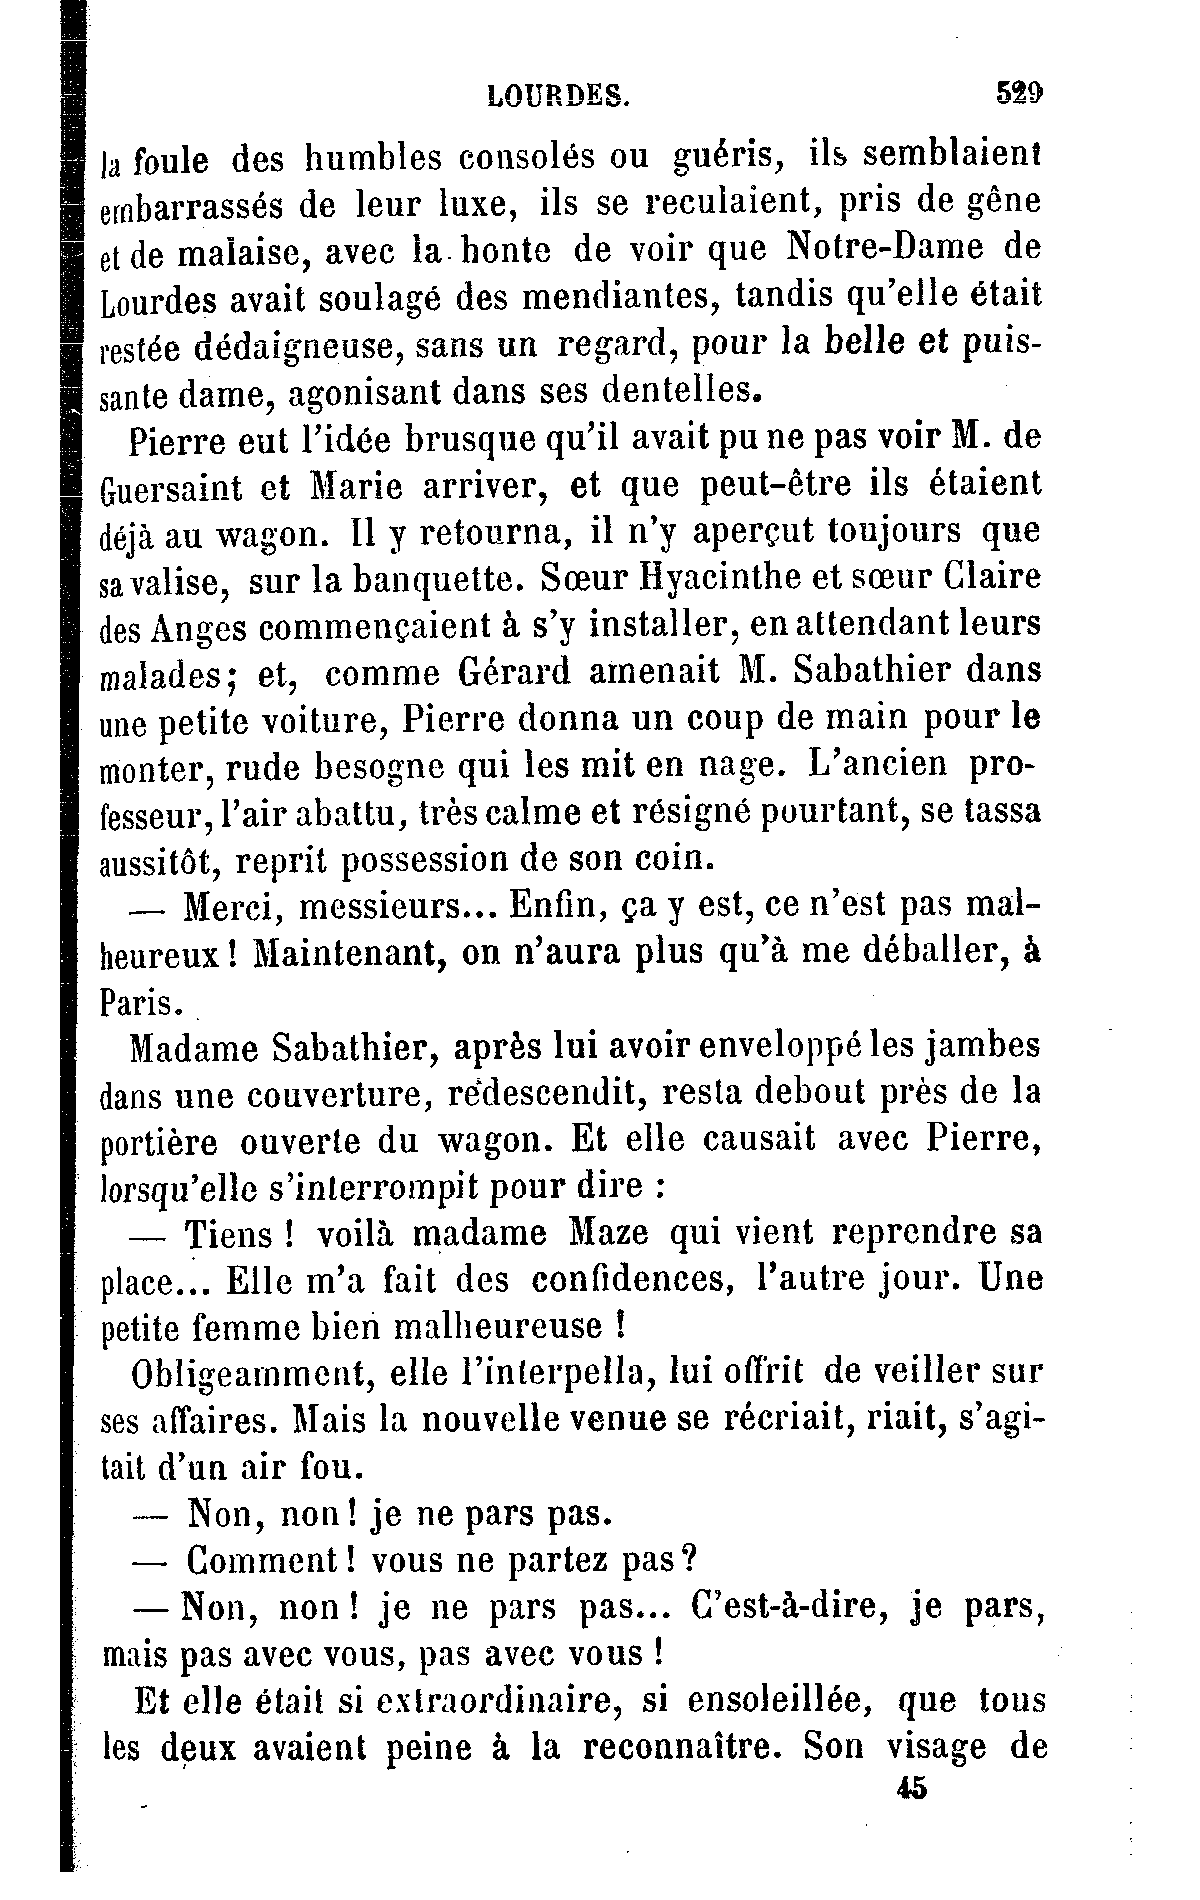 LOURDES. 529
la foule des humbles consolés ou guéris, ils semblaient
embarrassés de leur luxe, ils se reculaient, pris de gêne
et de malaise, avec la honte de voir que Notre-Dame de
Lourdes avait soulagé des mendiantes, tandis qu'elle était
restée dédaigneuse, sans un regard, pour la belle et puis-
sante dame, agonisant dans ses dentelles.
Pierre eut l'idée brusque qu'il avait pu ne pas voir M. de
Guersaint et Marie arriver, et que peut-être ils étaient
déjà au wagon. Il y retourna, il n'y aperçut toujours que
sa valise, sur la banquette. Sœur Hyacinthe et sœur Claire
des Anges commençaient à s'y installer, en attendant leurs
malades; et, comme Gérard amenait M. Sabathier dans
une petite voiture, Pierre donna un coup de main pour le
monter, rude besogne qui les mit en nage. L'ancien pro-
fesseur, l'air abattu, très calme et résigné pourtant, se tassa
aussitôt, reprit possession de son coin.
— Merci, messieurs... Enfin, ça y est, ce n'est pas mal-
heureux ! Maintenant, on n'aura plus qu'à me déballer, à
Paris.
Madame Sabathier, après lui avoir enveloppé les jambes
dans une couverture, redescendit, resta debout près de la
portière ouverte du wagon. Et elle causait avec Pierre,
lorsqu'elle s'interrompit pour dire :
— Tiens ! voilà madame Maze qui vient reprendre sa
place... Elle m'a fait des confidences, l'autre jour. Une
petite femme bien malheureuse !
Obligeamment, elle l'interpella, lui offrit de veiller sur
ses affaires. Mais la nouvelle venue se récriait, riait, s'agi-
tait d'un air fou.
— Non, non ! je ne pars pas.
— Comment ! vous ne partez pas ?
— Non, non ! je ne pars pas... C'est-à-dire, je pars,
mais pas avec vous, pas avec vous !
Et elle était si extraordinaire, si ensoleillée, que tous
les deux avaient peine à la reconnaître. Son visage de
45